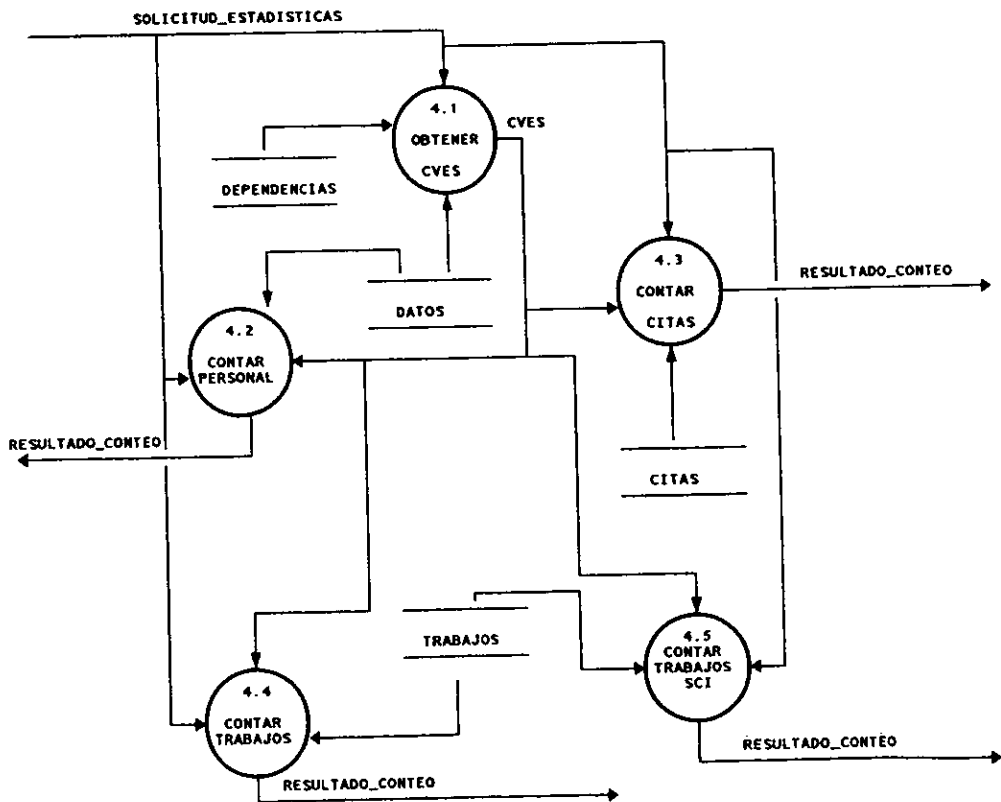 SOLICITUD_ESTADISTICAS
4.1
OBTENER
CVES
CVES
DEPENDENCIAS
4.3
CONTAR
CITAS
RESULTADO_CONTEO
DATOS
4.2
CONTAR
PERSONAL
RESULTADO_CONTEO
CITAS
TRABAJOS
4.5
CONTAR
TRABAJOS
SCI
4.4
CONTAR
TRABAJOS
RESULTADO_CONTEO
RESULTADO_CONTEO